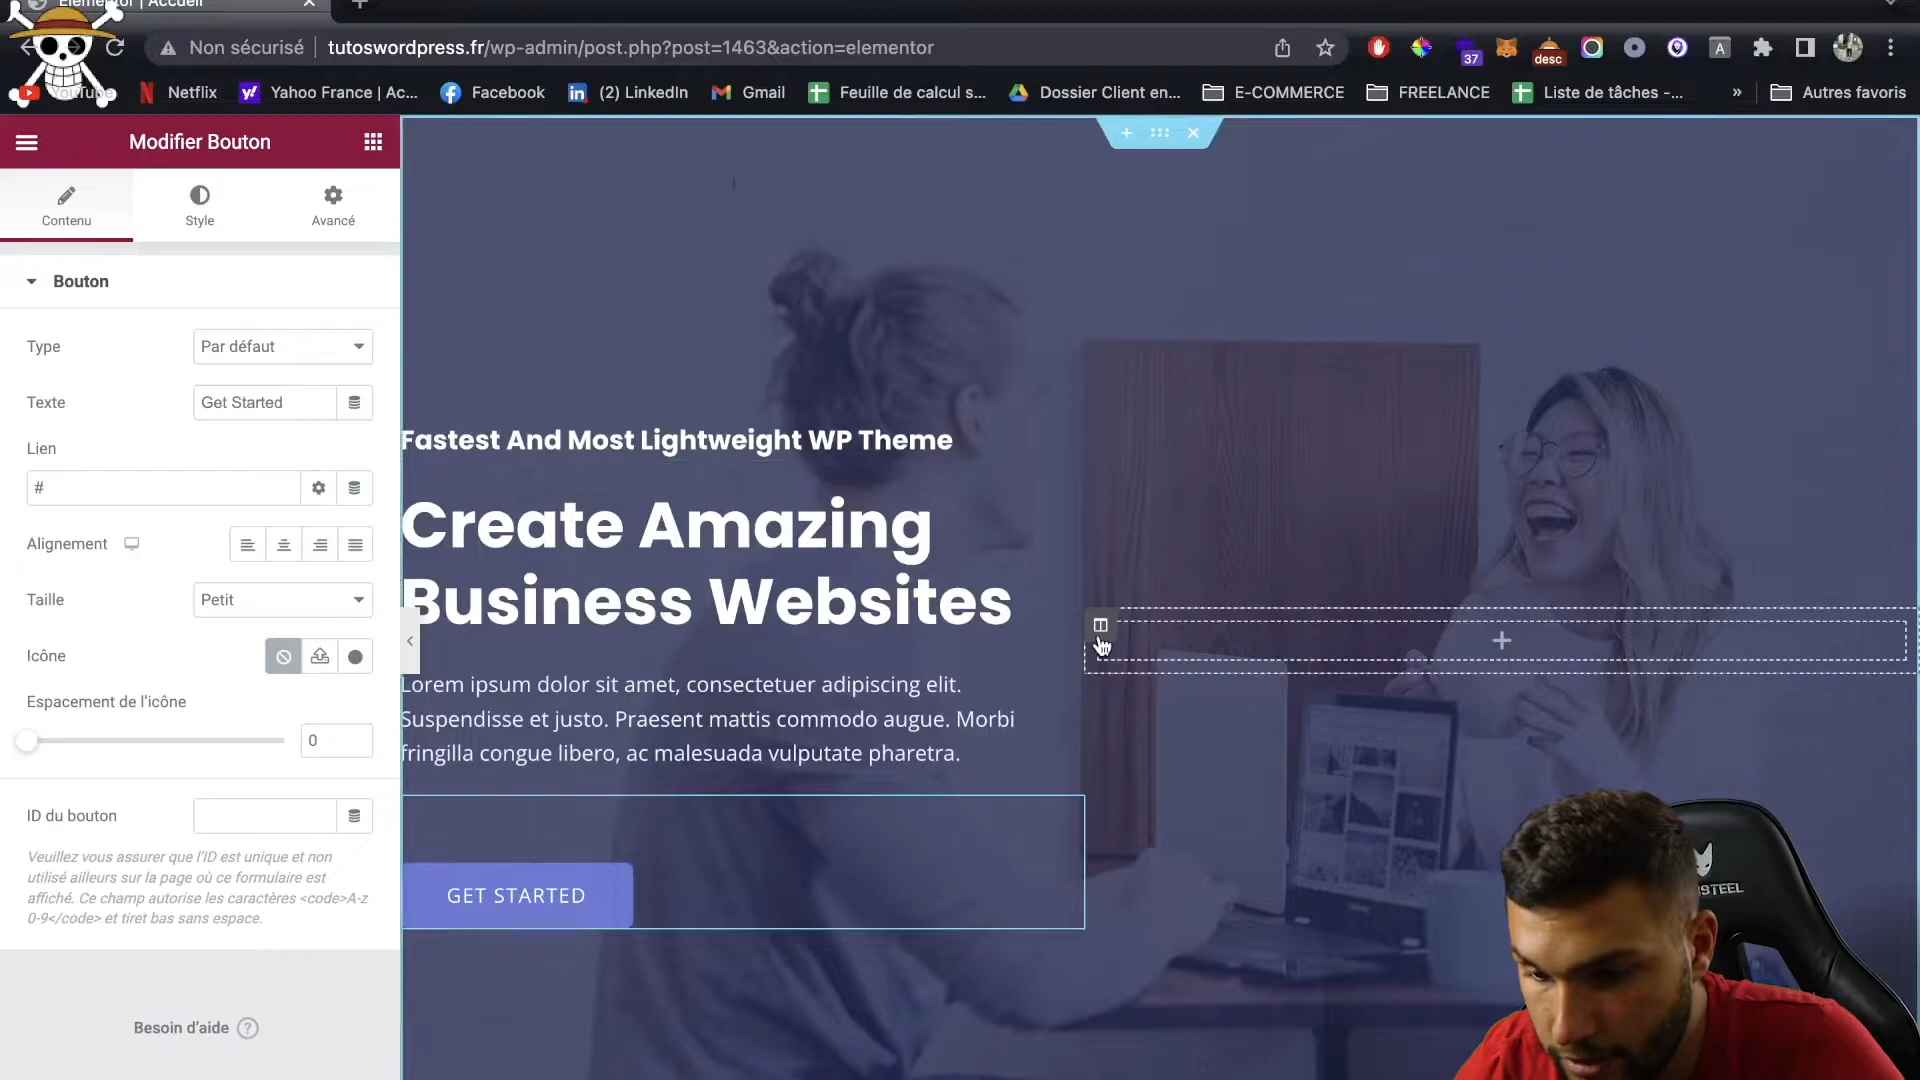 Elementor | Accueil
Non sécurisé
tutoswordpress.fr/wp-admin/post.php?post=1463&action=elementor
37
desc
A
YouTube
Netflix
Yahoo France | Ac...
Facebook
(2) LinkedIn
Gmail
Feuille de calcul s...
Dossier Client en...
E-COMMERCE
FREELANCE
Liste de tâches -...
»
Autres favoris
Modifier Bouton
Contenu
Style
Avancé
Bouton
Type
Par défaut
Texte
Get Started
Lien
#
Alignement
Taille
Petit
Icône
Espacement de l'icône
0
ID du bouton
Veuillez vous assurer que l'ID est unique et non
utilisé ailleurs sur la page où ce formulaire est
affiché. Ce champ autorise les caractères <code>A-z
0-9</code> et tiret bas sans espace.
Besoin d'aide ?
Fastest And Most Lightweight WP Theme
Create Amazing
Business Websites
Lorem ipsum dolor sit amet, consectetuer adipiscing elit.
Suspendisse et justo. Praesent mattis commodo augue. Morbi
fringilla congue libero, ac malesuada vulputate pharetra.
GET STARTED